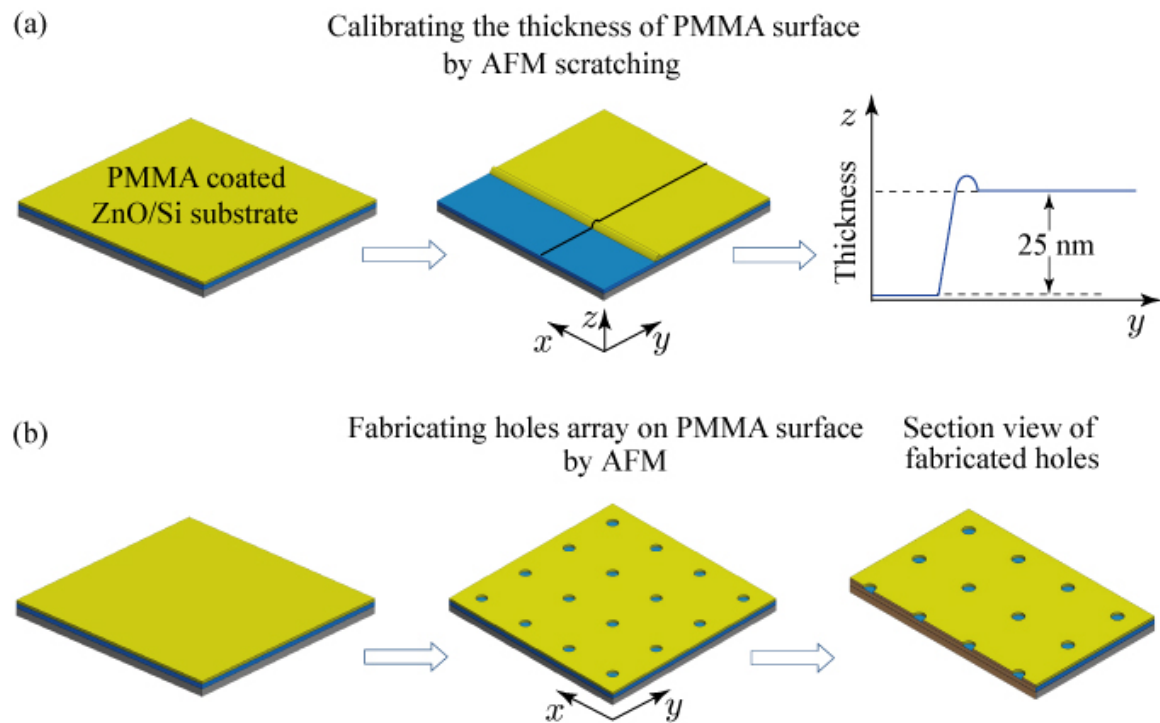 (a)
Calibrating the thickness of PMMA surface
by AFM scratching
PMMA coated
ZnO/Si substrate
x
z
y
z
Thickness
25 nm
y
(b)
Fabricating holes array on PMMA surface
by AFM
Section view of
fabricated holes
x
y